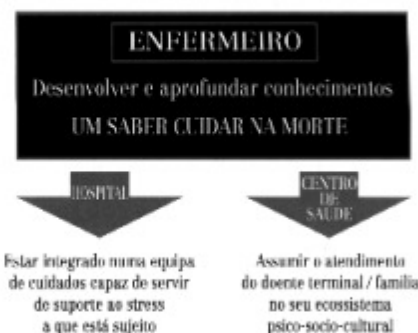 ENFERMEIRO
Desenvolver e aprofundar conhecimentos
UM SABER CUIDAR NA MORTE
HOSPITAL
Estar integrado numa equipa
de cuidados capaz de servir
de suporte ao stress
a que está sujeito
CENTRO
DE
SAUDE
Assumir o atendimento
do doente terminal / familia
no seu ecossistema
psico-socio-cultural